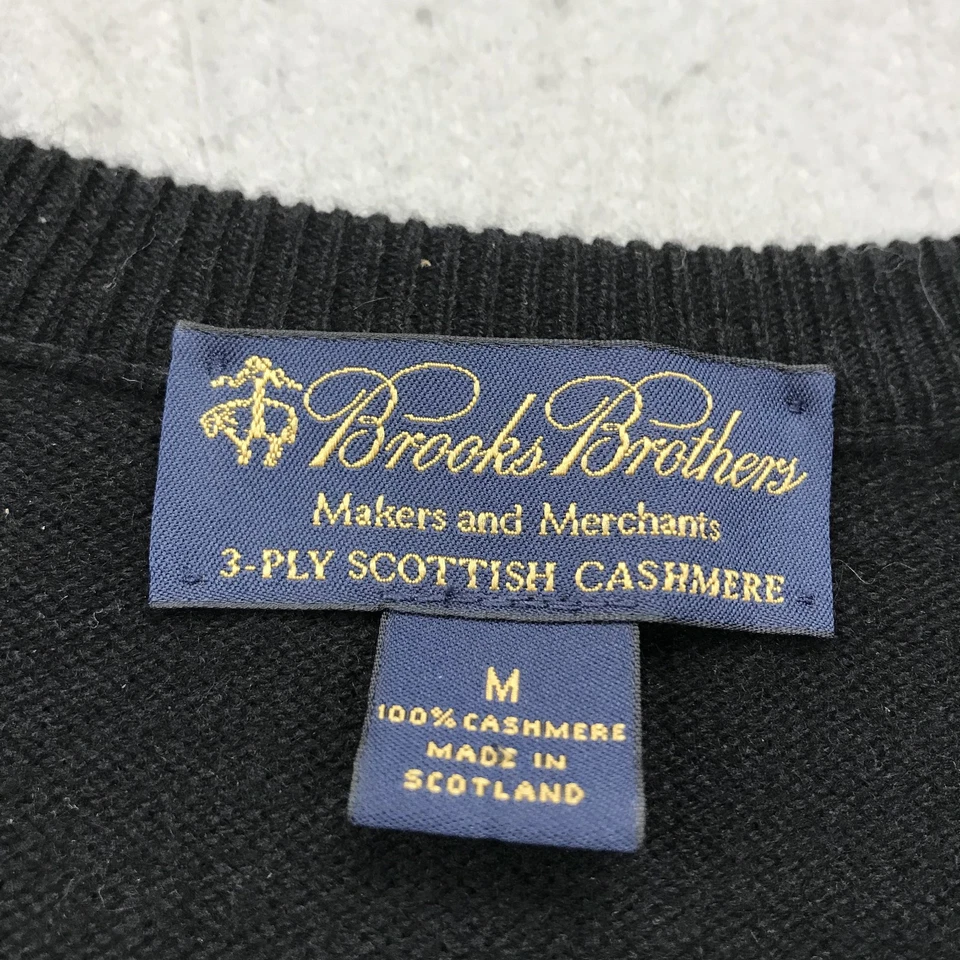 Brooks Brothers
Makers and Merchants
3-PLY SCOTTISH CASHMERE
M
100% CASHMERE
MADE IN
SCOTLAND